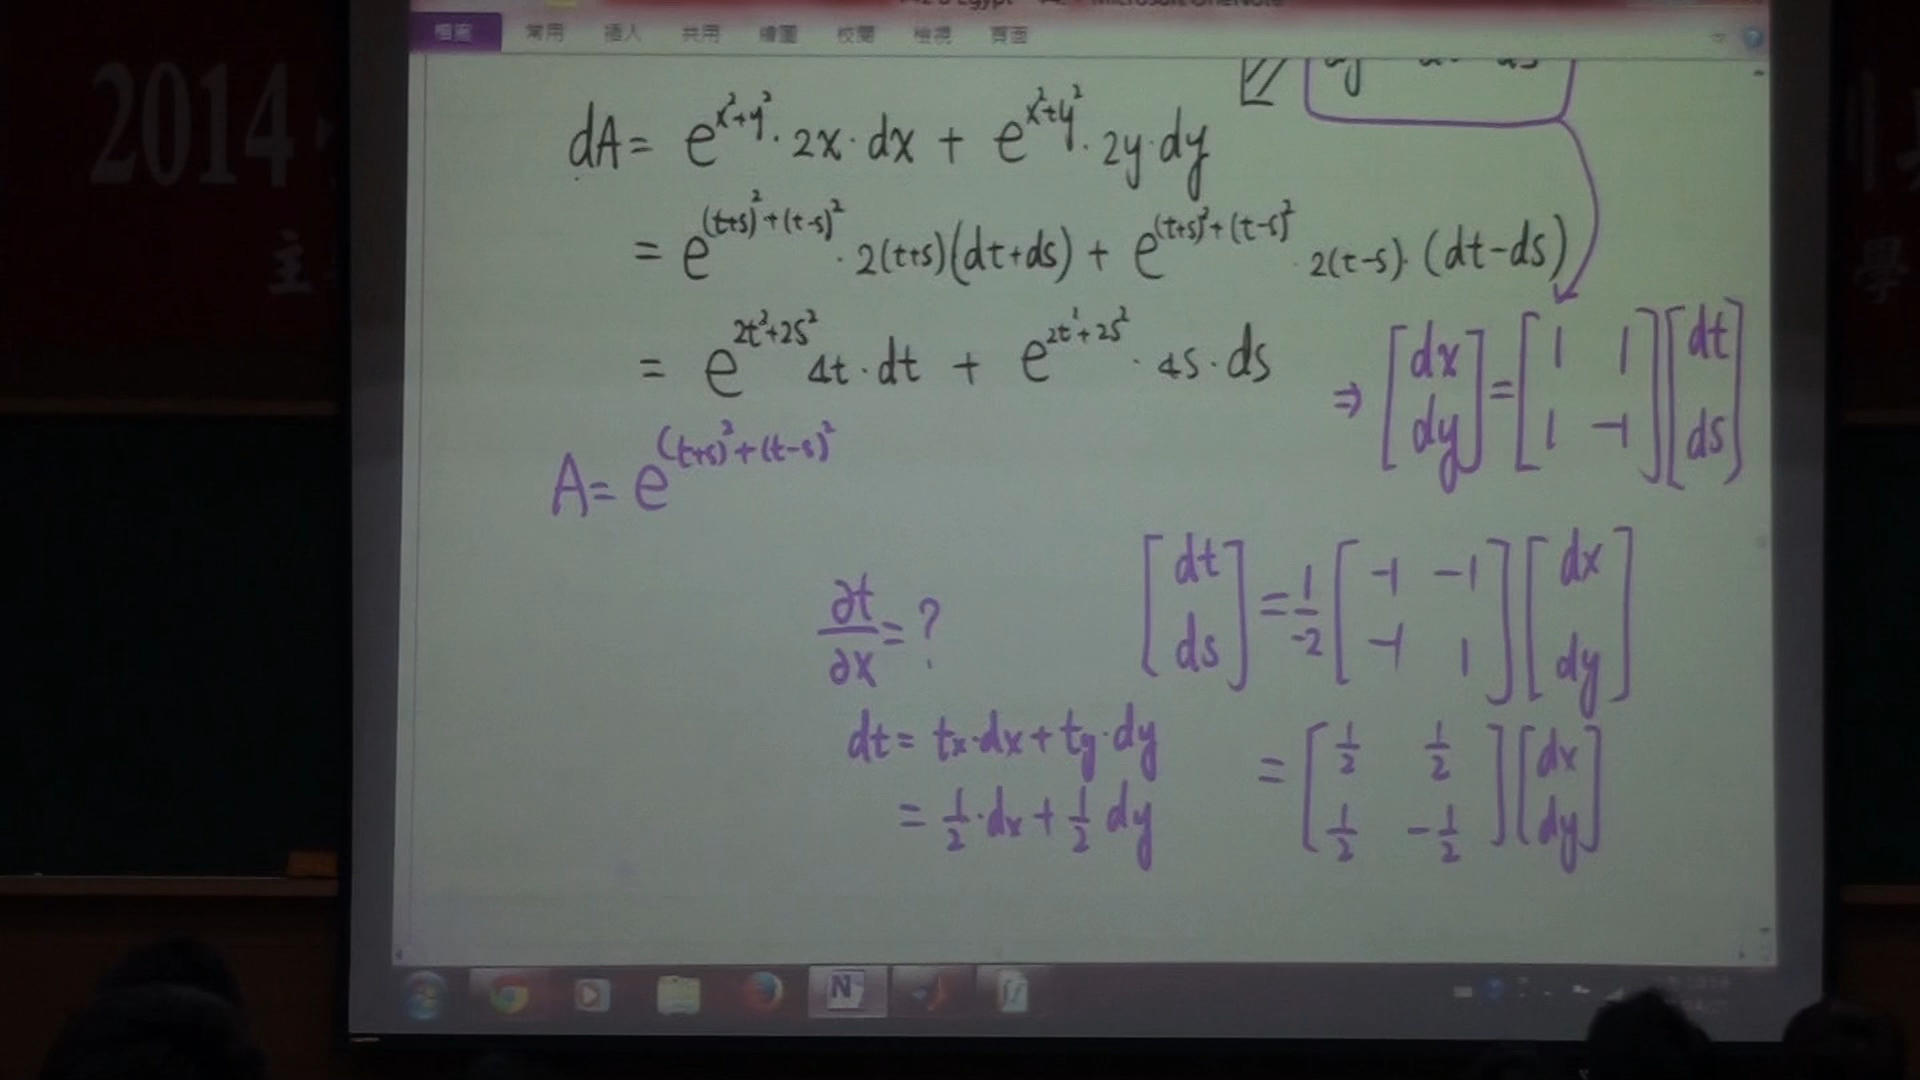 Microsoft OneNote
檔案 常用 插入 共用 繪圖 校閱 檢視 頁面
2014
主
學
dA = e^{x²+y²} · 2x · dx + e^{x²+y²} · 2y · dy
= e^{(t+s)²+(t-s)²} · 2(t+s)(dt+ds) + e^{(t+s)²+(t-s)²} · 2(t-s) · (dt-ds)
= e^{2t²+2s²} 4t · dt + e^{2t²+2s²} · 4s · ds
⇒ [dx dy] = [1 1 1 -1] [dt ds]
A = e^{(t+s)²+(t-s)²}
∂t/∂x = ?
[dt ds] = 1/-2 [-1 -1 -1 1] [dx dy]
dt = tx · dx + ty · dy
= 1/2 · dx + 1/2 dy
= [1/2 1/2 1/2 -1/2] [dx dy]